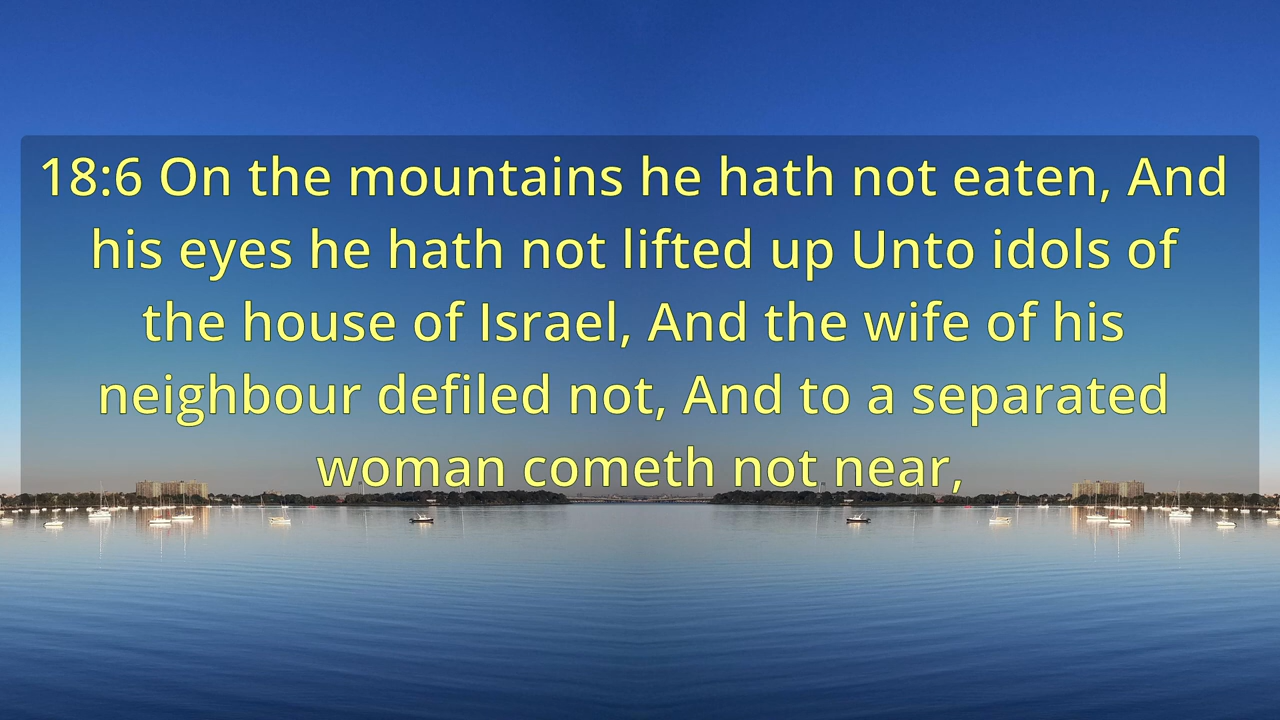 18:6 On the mountains he hath not eaten, And
his eyes he hath not lifted up Unto idols of
the house of Israel, And the wife of his
neighbour defiled not, And to a separated
woman cometh not near,